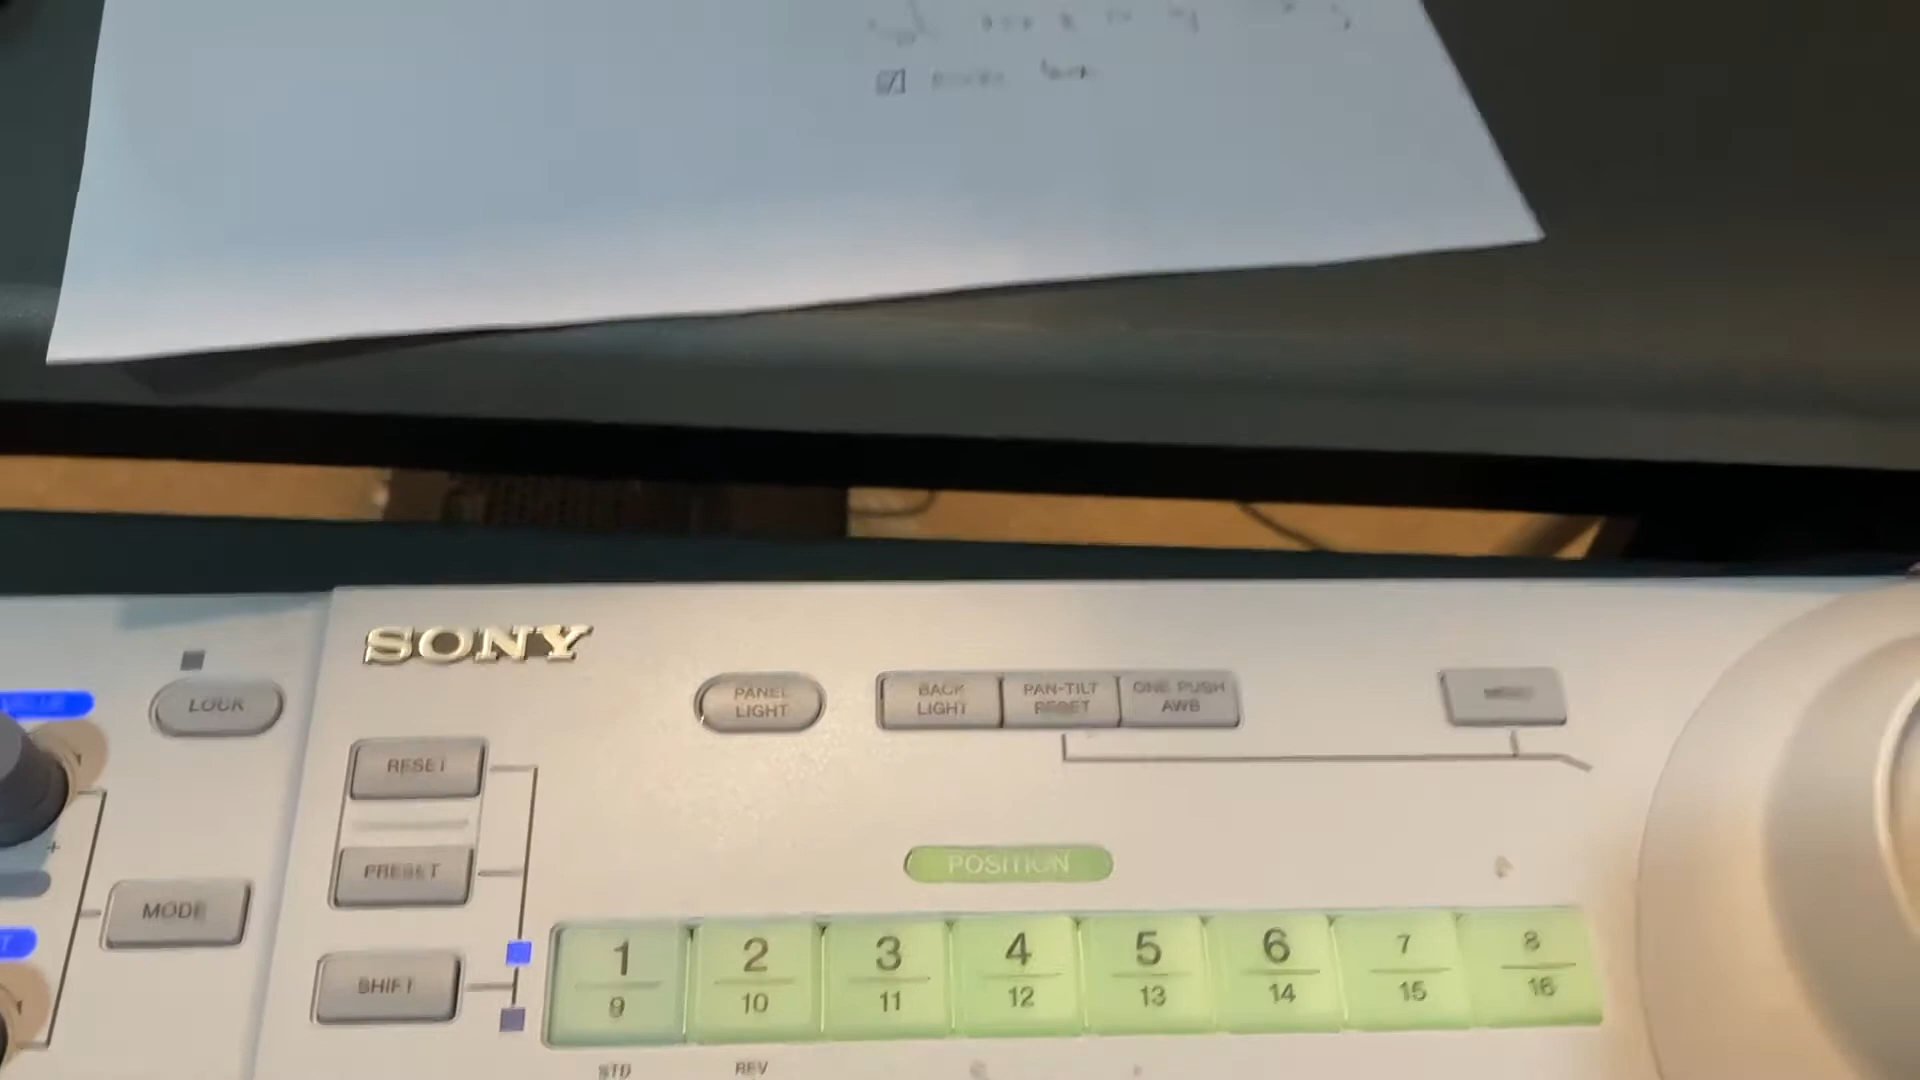 SONY
LOCK
PANEL
LIGHT
BACK
LIGHT
PAN-TILT
RESET
ONE PUSH
AWB
MENU
RESET
PRESET
MODE
SHIFT
POSITION
1 2 3 4 5 6 7 8
9 10 11 12 13 14 15 16
STD REV